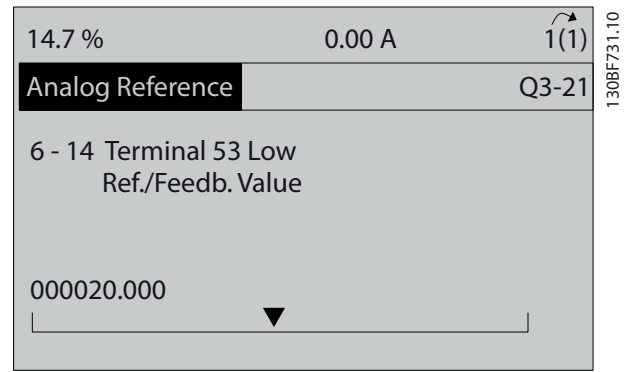 14.7 % 0.00 A 1(1)
Analog Reference Q3-21
6 - 14 Terminal 53 Low
Ref./Feedb. Value
000020.000
130BF731.10